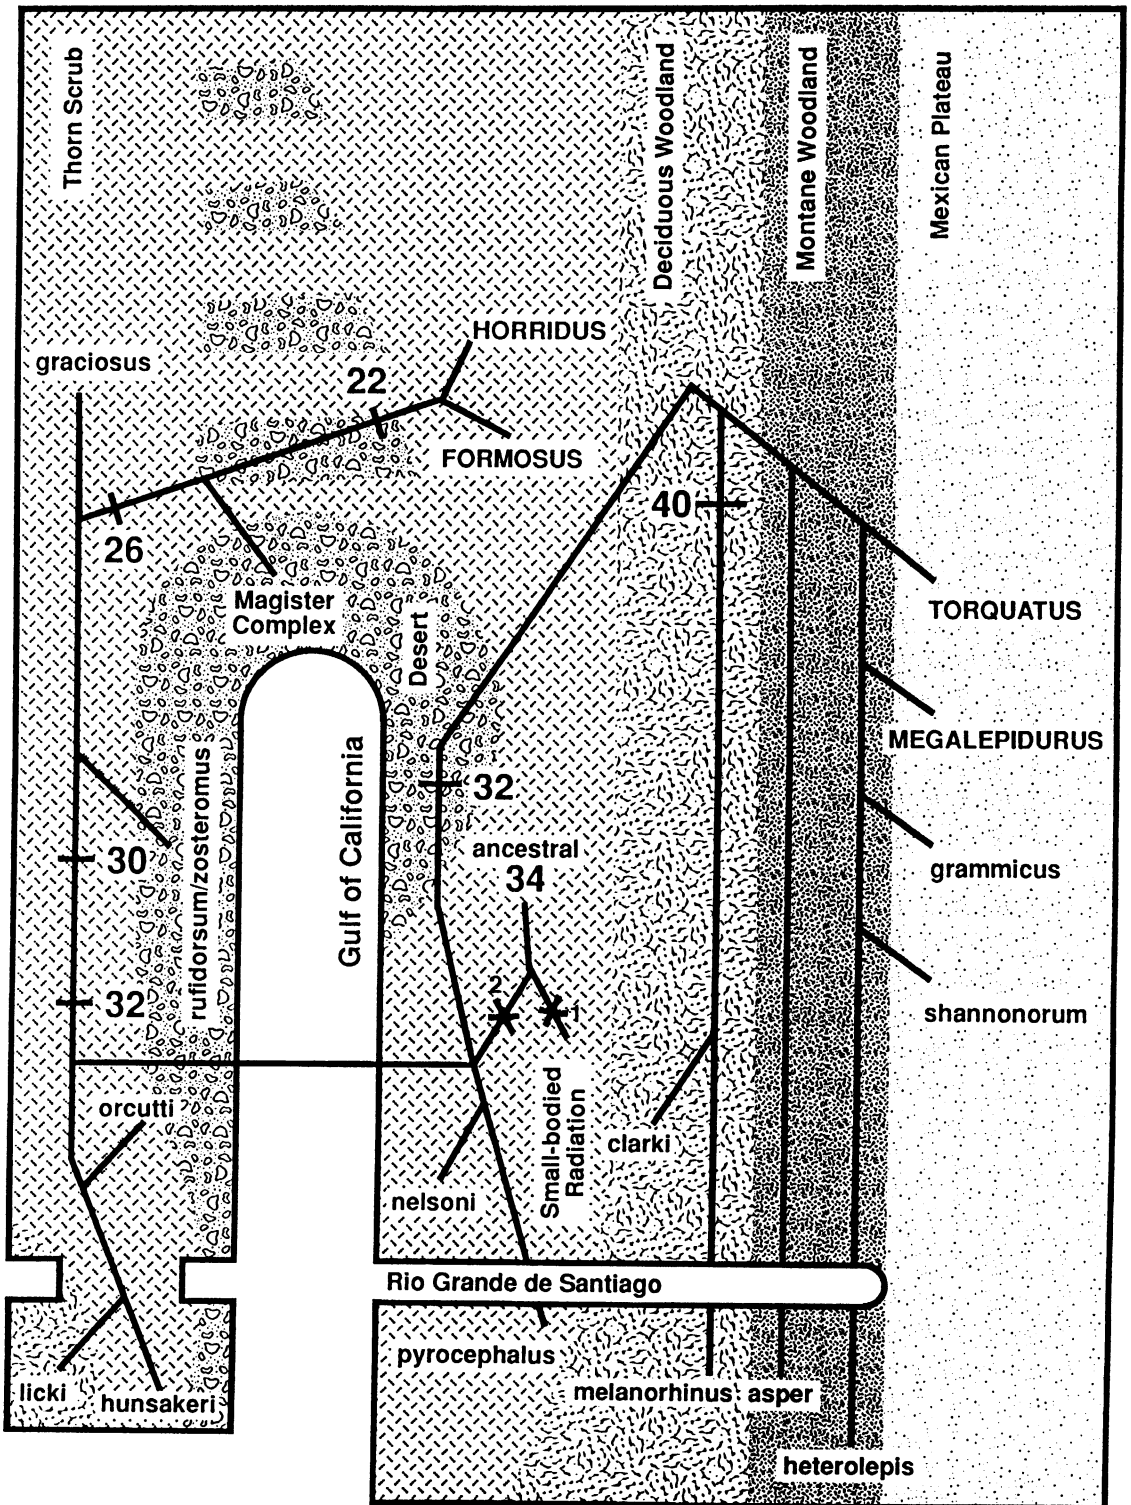 Thorn Scrub
Deciduous Woodland
Montane Woodland
Mexican Plateau
HORRIDUS
graciosus
22
FORMOSUS
40
26
Magister
Complex
TORQUATUS
Desert
MEGALEPIDURUS
rufidorsum/zosteromus
Gulf of California
32
ancestral
34
30
grammicus
2
1
32
shannonorum
orcutti
Small-bodied
Radiation
clarki
nelsoni
Rio Grande de Santiago
pyrocephalus
licki
hunsakeri
melanorhinus asper
heterolepis